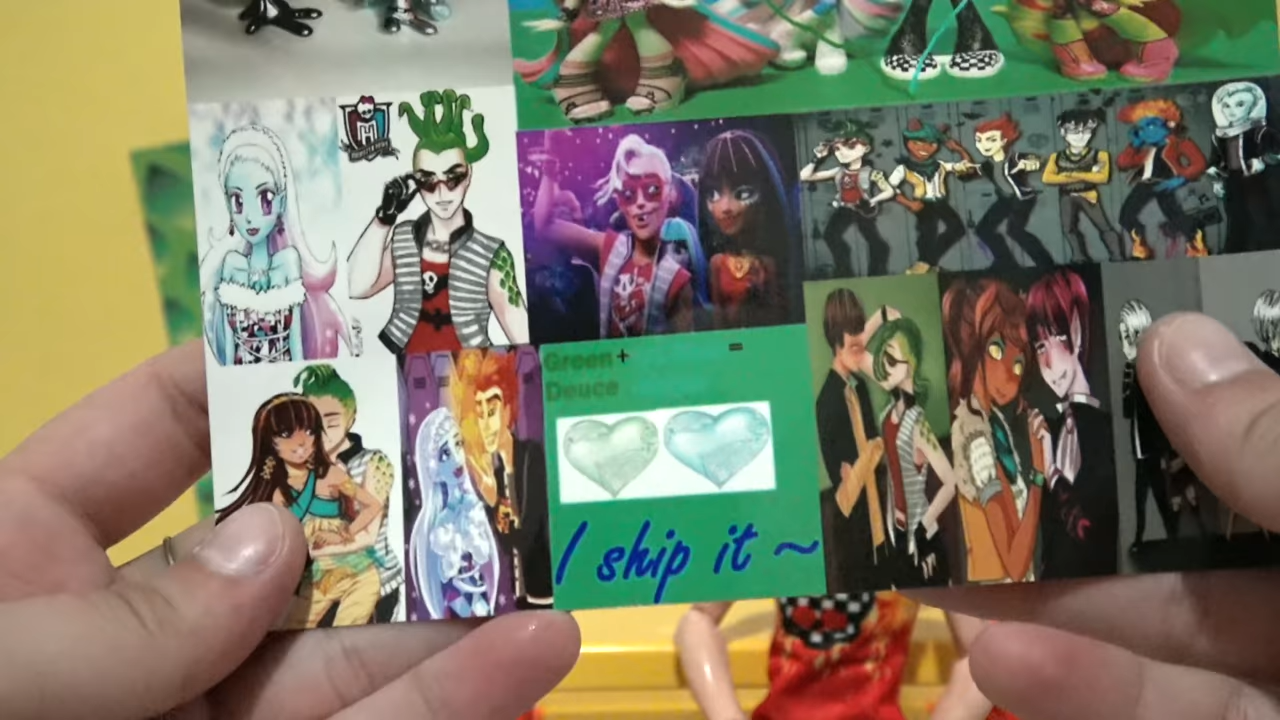 Green +
Deuce
=
I ship it ~